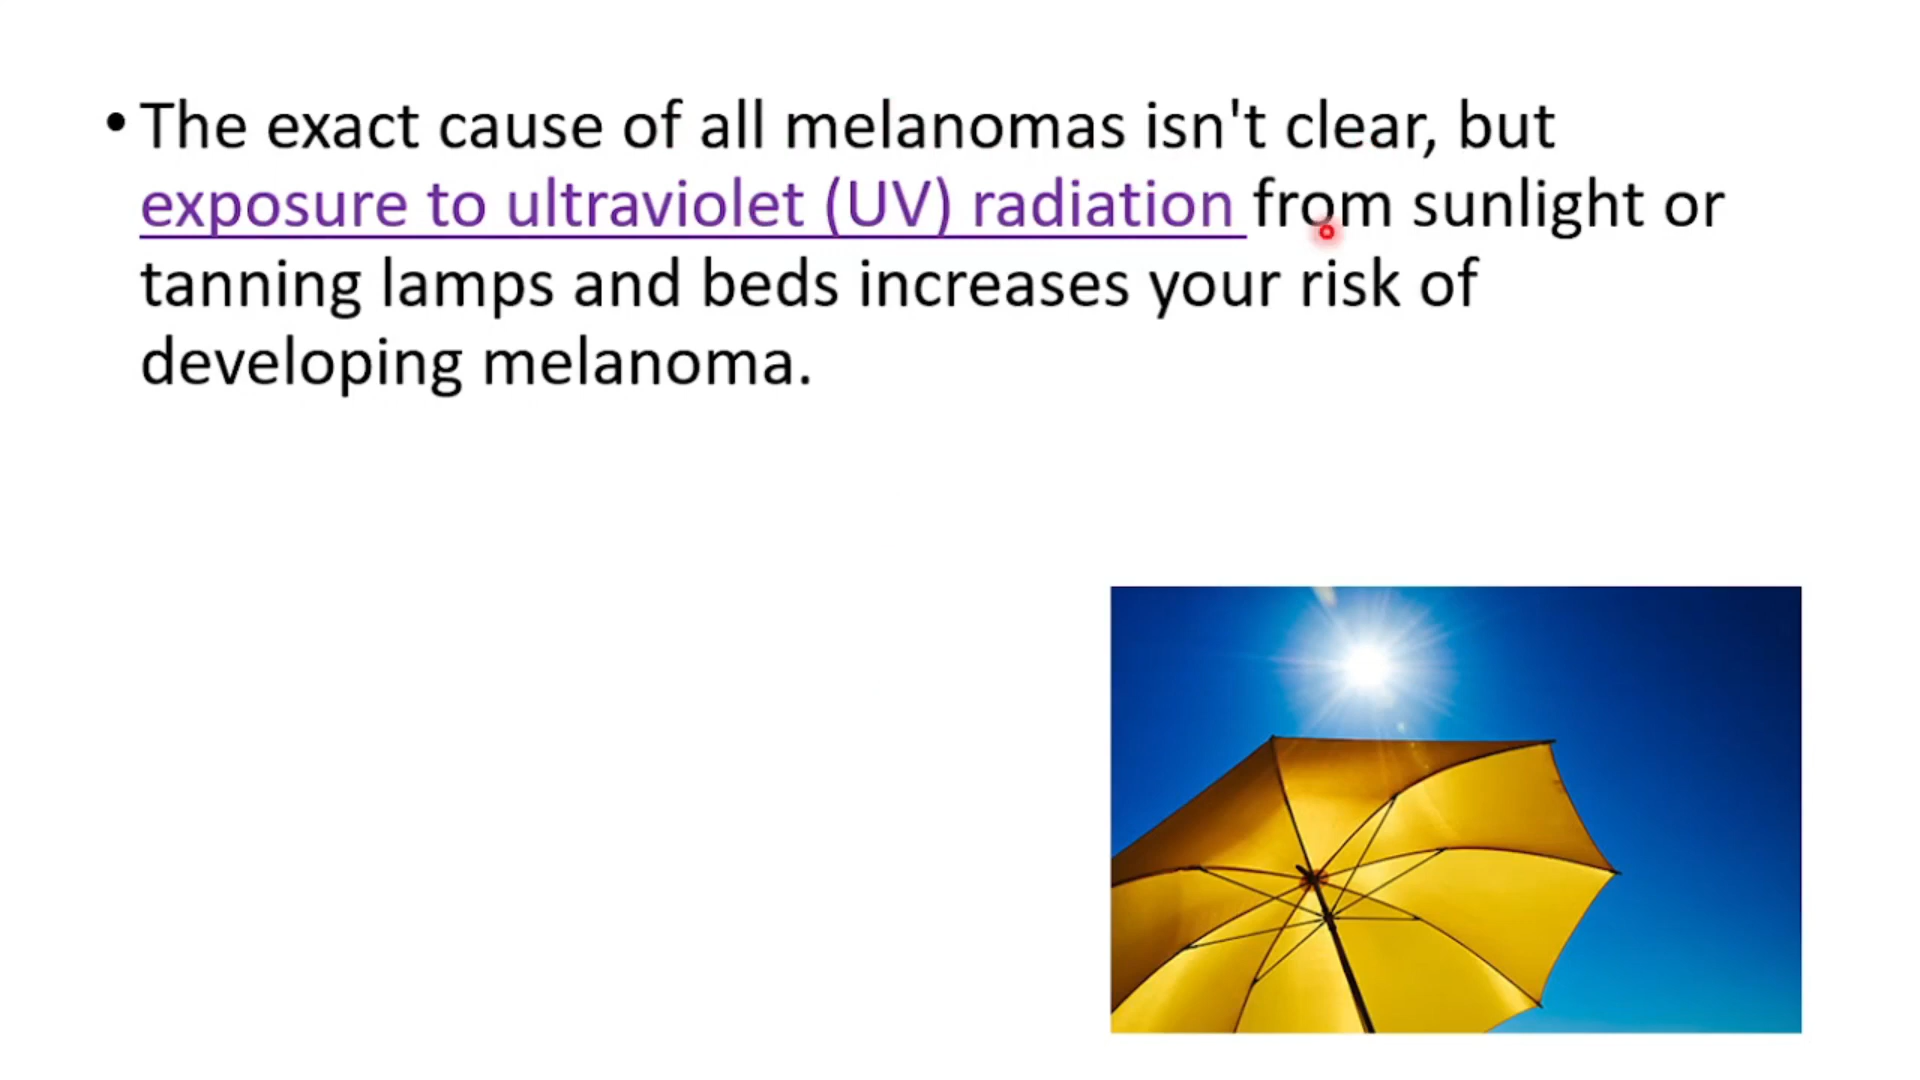 • The exact cause of all melanomas isn't clear, but
exposure to ultraviolet (UV) radiation from sunlight or
tanning lamps and beds increases your risk of
developing melanoma.